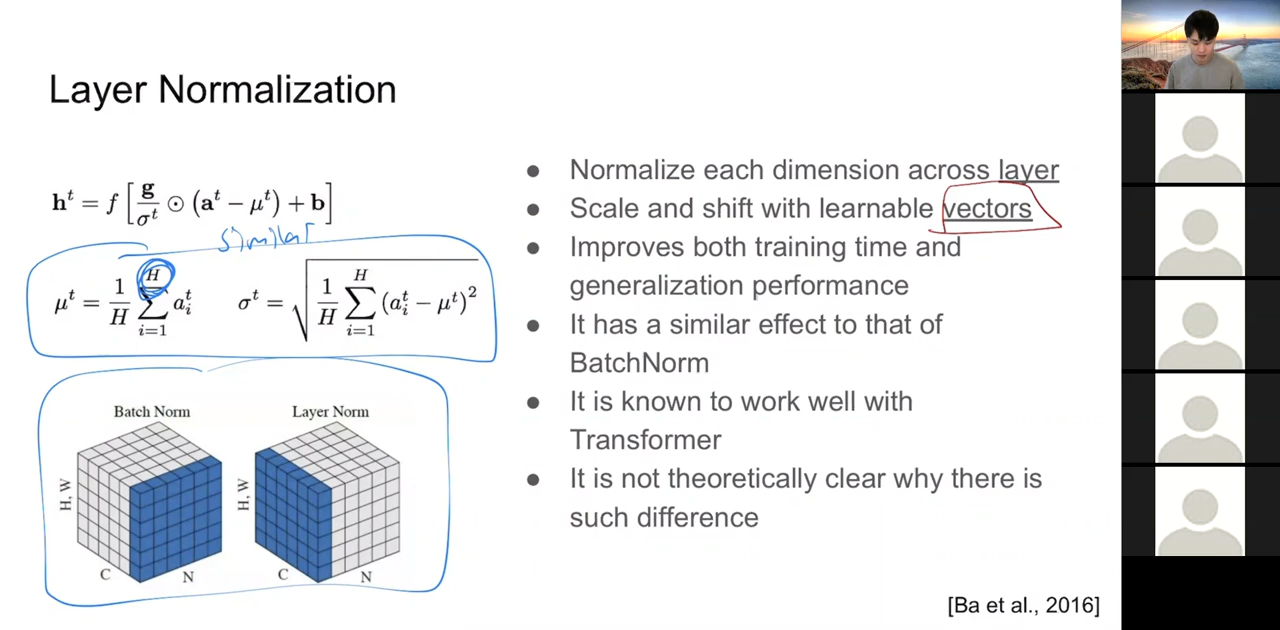 Layer Normalization
h^t = f [ g / σ^t ⊙ (a^t − μ^t) + b ]
similar
μ^t = 1/H ∑_{i=1}^{H} a_i^t    σ^t = √( 1/H ∑_{i=1}^{H} (a_i^t − μ^t)^2 )
Batch Norm    Layer Norm
H, W    H, W
C    N    C    N
● Normalize each dimension across layer
● Scale and shift with learnable vectors
● Improves both training time and
generalization performance
● It has a similar effect to that of
BatchNorm
● It is known to work well with
Transformer
● It is not theoretically clear why there is
such difference
[Ba et al., 2016]